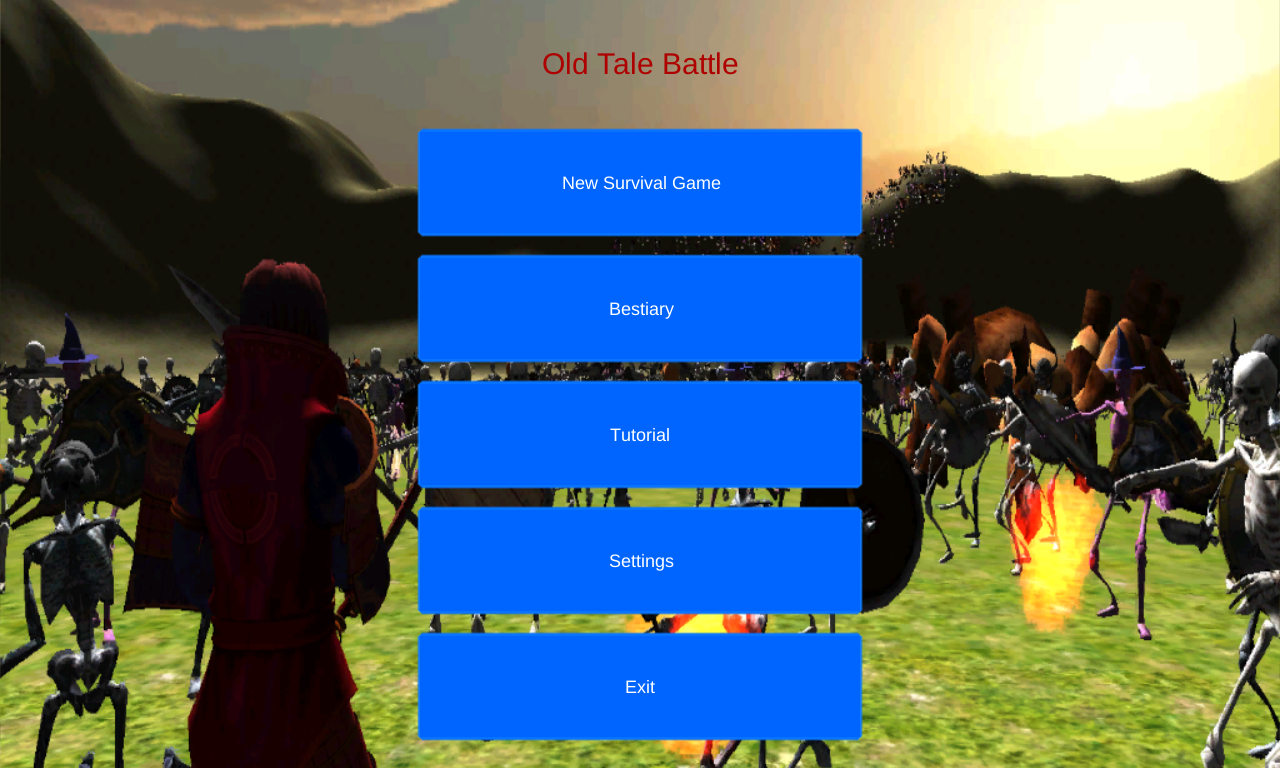 Old Tale Battle
New Survival Game
Bestiary
Tutorial
Settings
Exit